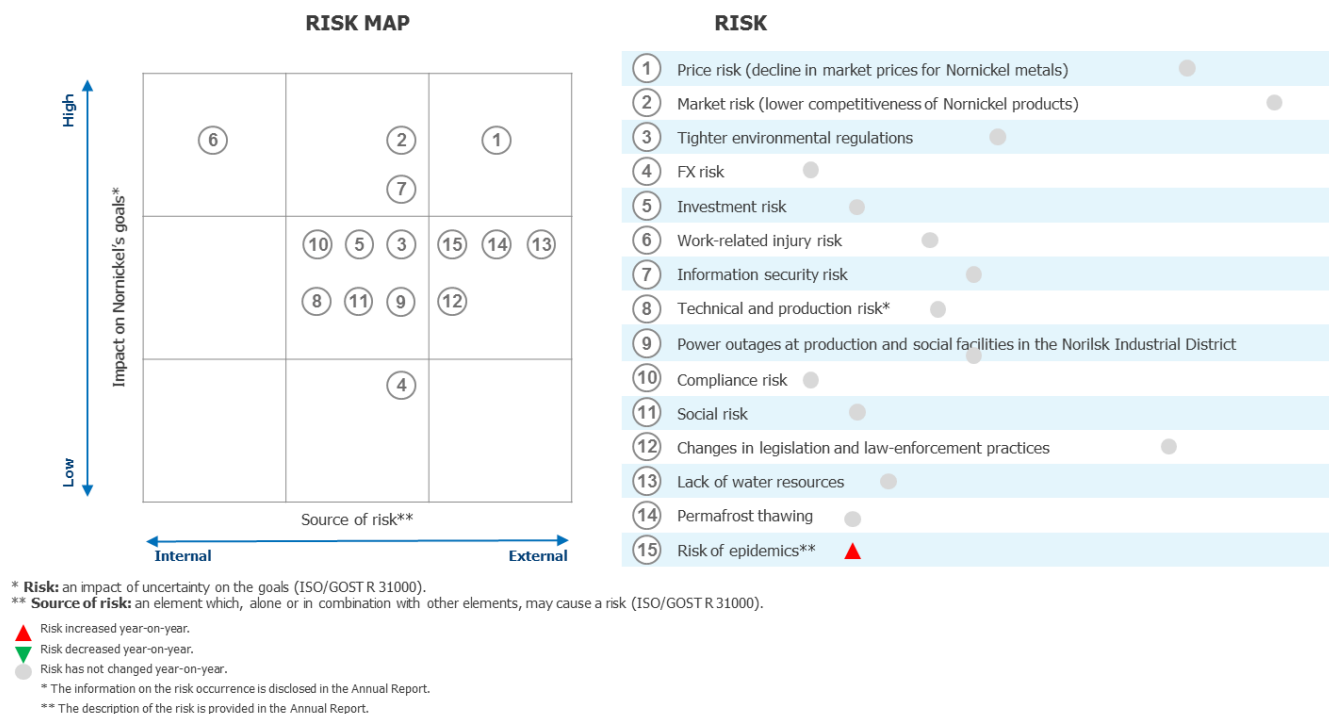 RISK MAP
RISK
High
Impact on Nornickel's goals*
Low
6
2
1
7
10
5
3
15
14
13
8
11
9
12
4
Source of risk**
Internal
External
1 Price risk (decline in market prices for Nornickel metals)
2 Market risk (lower competitiveness of Nornickel products)
3 Tighter environmental regulations
4 FX risk
5 Investment risk
6 Work-related injury risk
7 Information security risk
8 Technical and production risk*
9 Power outages at production and social facilities in the Norilsk Industrial District
10 Compliance risk
11 Social risk
12 Changes in legislation and law-enforcement practices
13 Lack of water resources
14 Permafrost thawing
15 Risk of epidemics**
* Risk: an impact of uncertainty on the goals (ISO/GOST R 31000).
** Source of risk: an element which, alone or in combination with other elements, may cause a risk (ISO/GOST R 31000).
Risk increased year-on-year.
Risk decreased year-on-year.
Risk has not changed year-on-year.
* The information on the risk occurrence is disclosed in the Annual Report.
** The description of the risk is provided in the Annual Report.